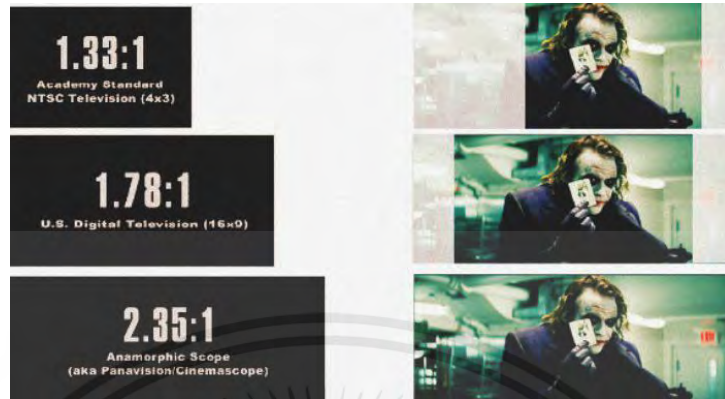 1.33:1
Academy Standard
NTSC Television (4x3)
1.78:1
U.S. Digital Television (16x9)
2.35:1
Anamorphic Scope
(aka Panavision/Cinemascope)